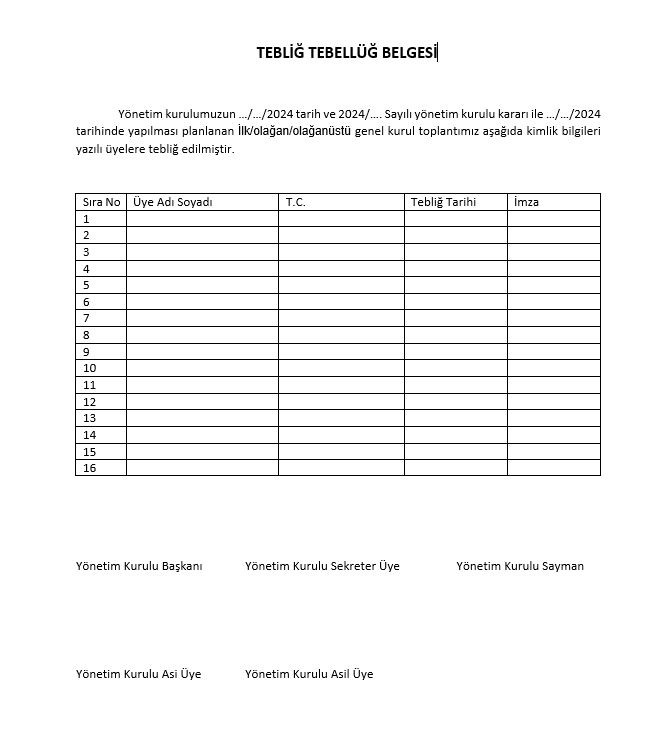 TEBLİĞ TEBELLÜĞ BELGESİ
Yönetim kurulumuzun …/…/2024 tarih ve 2024/…. Sayılı yönetim kurulu kararı ile …/…/2024
tarihinde yapılması planlanan İlk/olağan/olağanüstü genel kurul toplantımız aşağıda kimlik bilgileri
yazılı üyelere tebliğ edilmiştir.
Sıra No Üye Adı Soyadı T.C. Tebliğ Tarihi İmza
1
2
3
4
5
6
7
8
9
10
11
12
13
14
15
16
Yönetim Kurulu Başkanı Yönetim Kurulu Sekreter Üye Yönetim Kurulu Sayman
Yönetim Kurulu Asi Üye Yönetim Kurulu Asil Üye